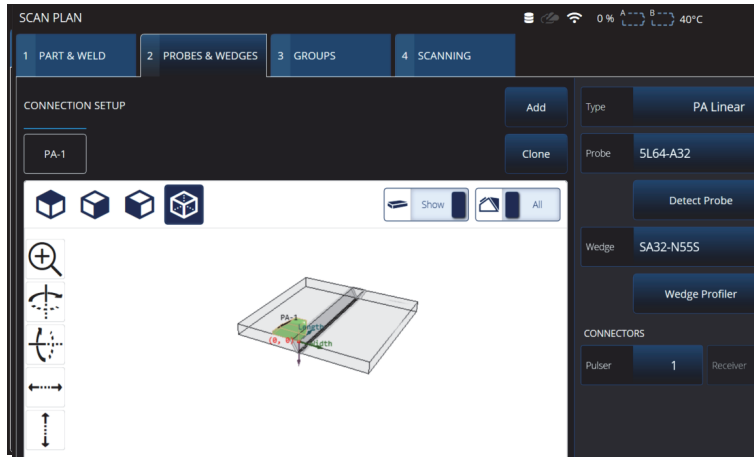 SCAN PLAN
0 % A B 40°C
1 PART & WELD
2 PROBES & WEDGES
3 GROUPS
4 SCANNING
CONNECTION SETUP
Add
PA-1
Clone
Show
All
PA-1
Length
(0, 0)
Width
Type PA Linear
Probe 5L64-A32
Detect Probe
Wedge SA32-N55S
Wedge Profiler
CONNECTORS
Pulser 1 Receiver